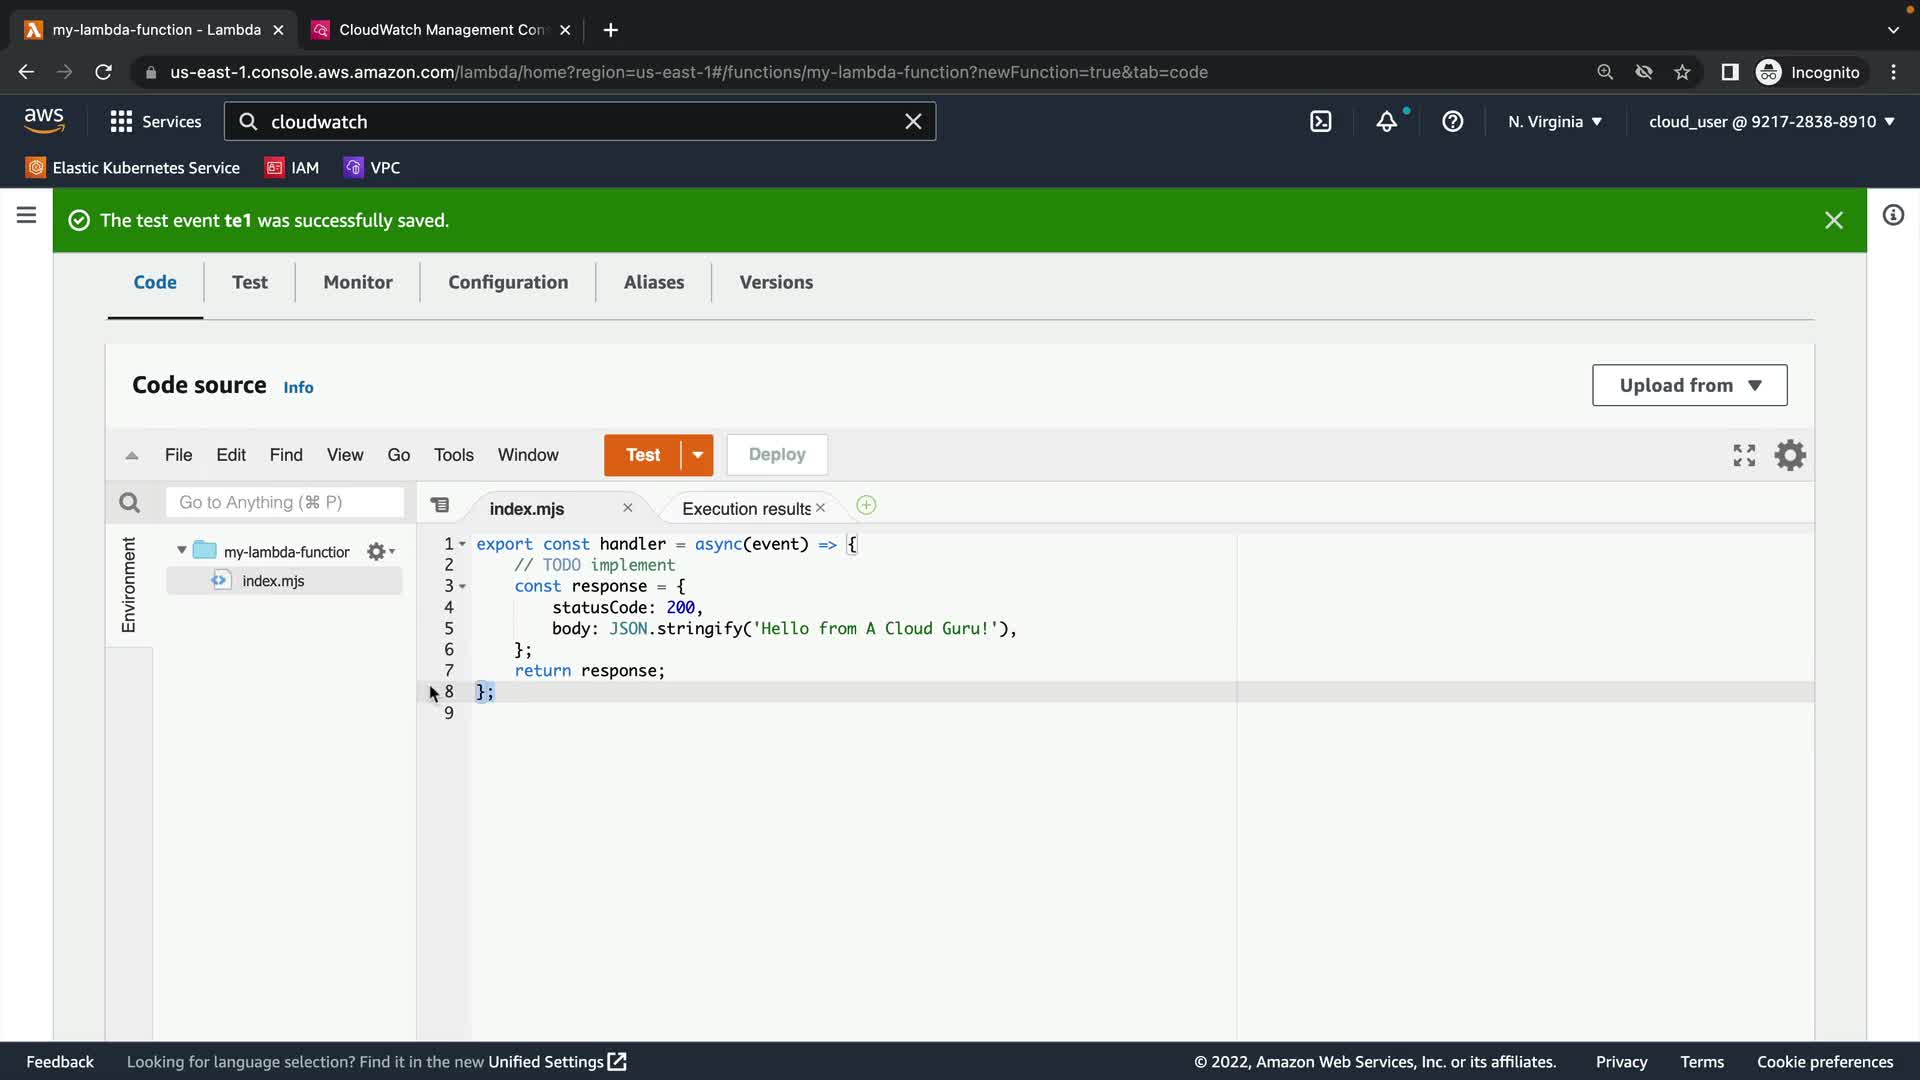 my-lambda-function - Lambda
CloudWatch Management Con
us-east-1.console.aws.amazon.com/lambda/home?region=us-east-1#/functions/my-lambda-function?newFunction=true&tab=code
Incognito
aws
Services
cloudwatch
N. Virginia
cloud_user @ 9217-2838-8910
Elastic Kubernetes Service
IAM
VPC
The test event te1 was successfully saved.
Code
Test
Monitor
Configuration
Aliases
Versions
Code source
Info
Upload from
File
Edit
Find
View
Go
Tools
Window
Test
Deploy
Go to Anything (⌘ P)
index.mjs
Execution results
Environment
my-lambda-functior
index.mjs
1 export const handler = async(event) => {
2 // TODO implement
3 const response = {
4 statusCode: 200,
5 body: JSON.stringify('Hello from A Cloud Guru!'),
6 };
7 return response;
8 };
9
Feedback
Looking for language selection? Find it in the new Unified Settings
© 2022, Amazon Web Services, Inc. or its affiliates.
Privacy
Terms
Cookie preferences